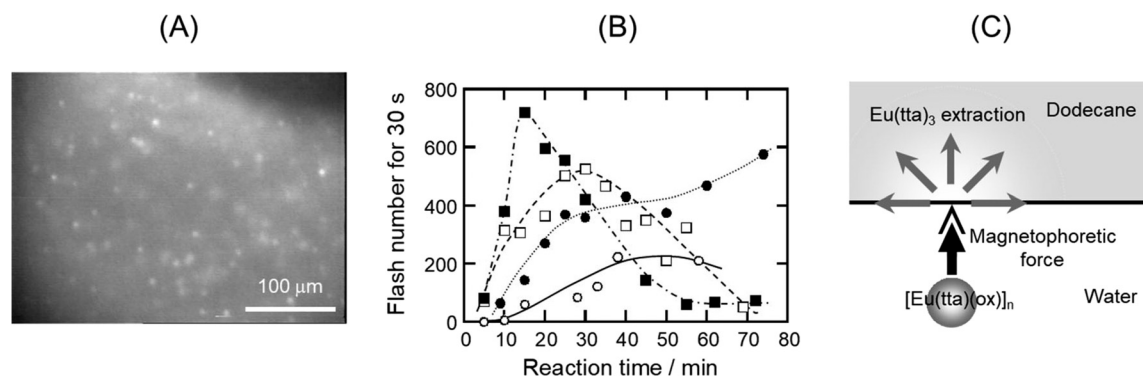 (A)
100 μm
(B)
Flash number for 30 s
800
600
400
200
0
10 20 30 40 50 60 70 80
Reaction time / min
(C)
Eu(tta)₃ extraction
Dodecane
Magnetophoretic
force
[Eu(tta)(ox)]ₙ
Water